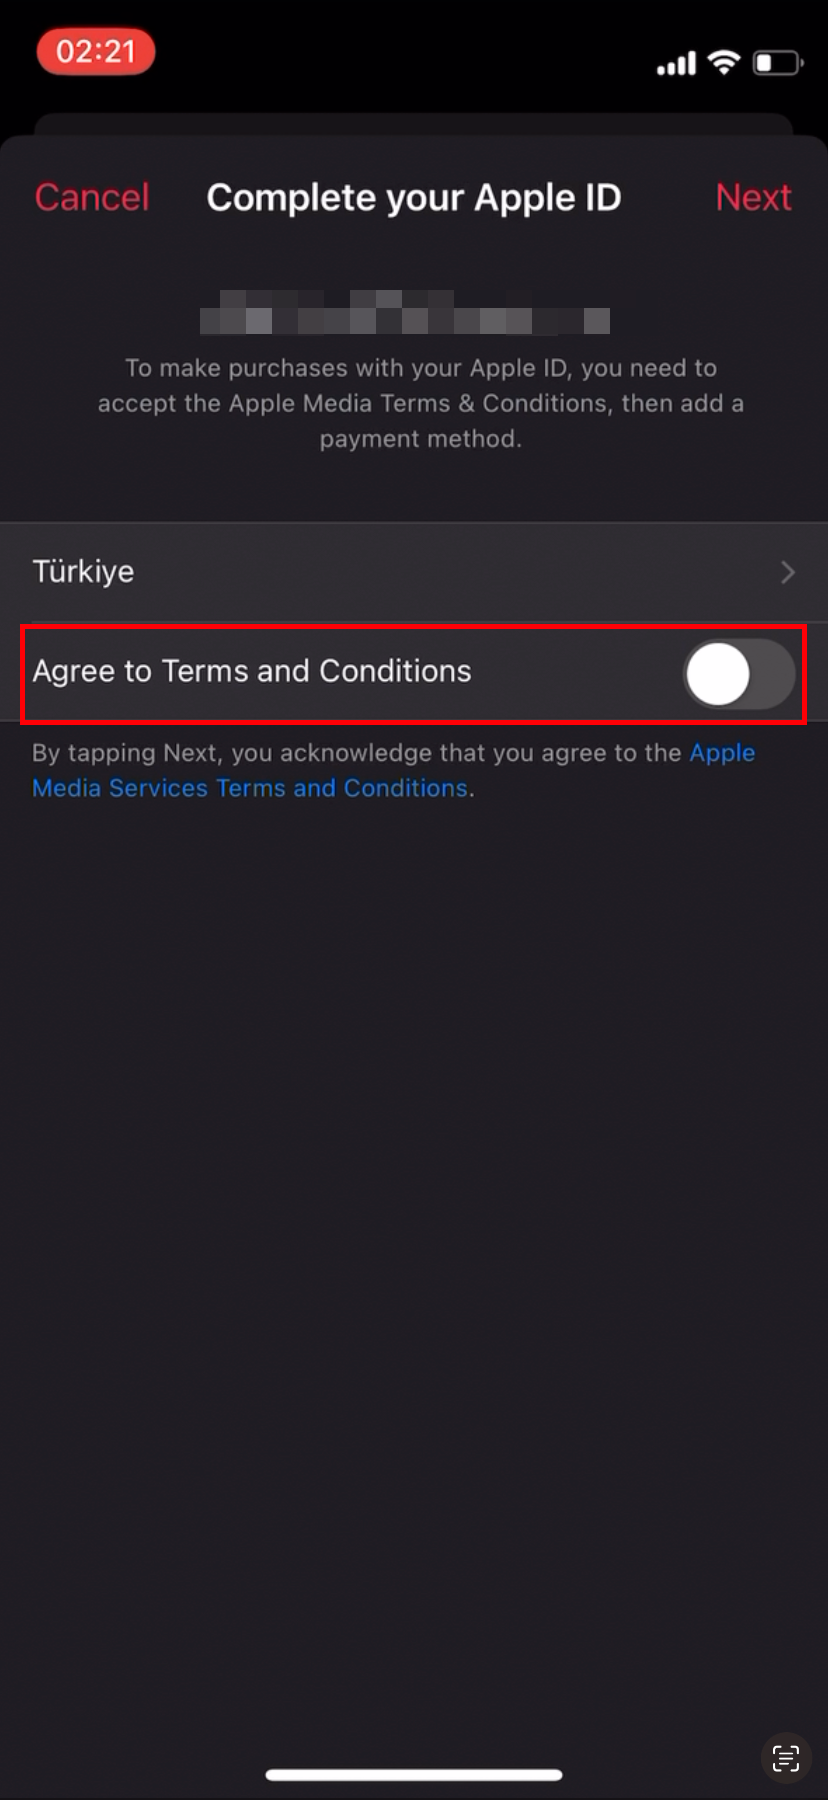 02:21
Cancel Complete your Apple ID Next
To make purchases with your Apple ID, you need to
accept the Apple Media Terms & Conditions, then add a
payment method.
Türkiye
Agree to Terms and Conditions
By tapping Next, you acknowledge that you agree to the Apple
Media Services Terms and Conditions.